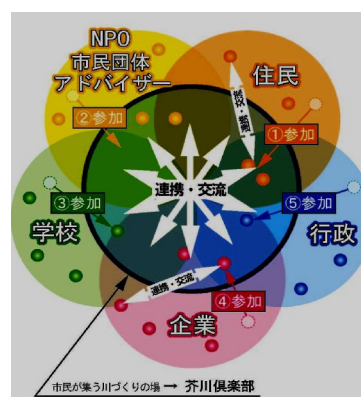 NPO
市民団体
アドバイザー
住民
連携・交流
②参加
①参加
連携・交流
③参加
⑤参加
学校
行政
連携・交流
④参加
企業
市民が集う川づくりの場 → 芥川倶楽部